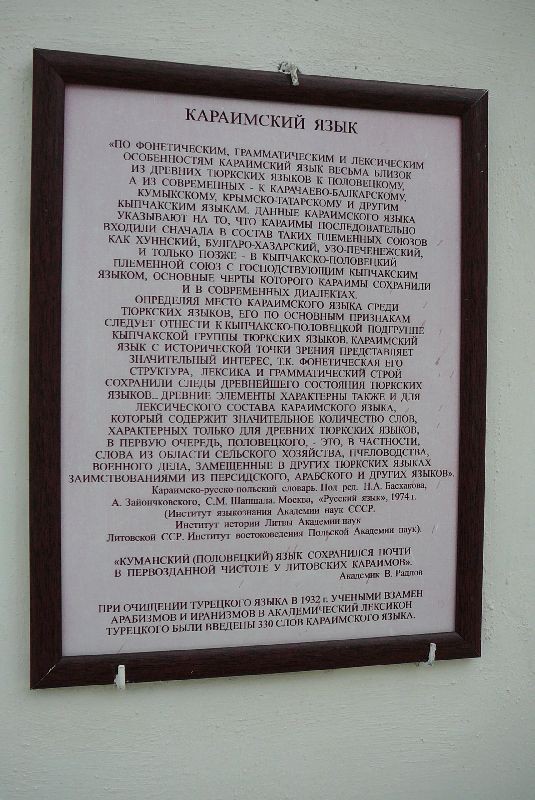 КАРАИМСКИЙ ЯЗЫК
«ПО ФОНЕТИЧЕСКИМ, ГРАММАТИЧЕСКИМ И ЛЕКСИЧЕСКИМ
ОСОБЕННОСТЯМ КАРАИМСКИЙ ЯЗЫК ВЕСЬМА БЛИЗОК
ИЗ ДРЕВНИХ ТЮРКСКИХ ЯЗЫКОВ К ПОЛОВЕЦКОМУ,
А ИЗ СОВРЕМЕННЫХ - К КАРАЧАЕВО-БАЛКАРСКОМУ,
КУМЫКСКОМУ, КРЫМСКО-ТАТАРСКОМУ И ДРУГИМ
КЫПЧАКСКИМ ЯЗЫКАМ. ДАННЫЕ КАРАИМСКОГО ЯЗЫКА
УКАЗЫВАЮТ НА ТО, ЧТО КАРАИМЫ ПОСЛЕДОВАТЕЛЬНО
ВХОДИЛИ СНАЧАЛА В СОСТАВ ТАКИХ ПЛЕМЕННЫХ СОЮЗОВ
КАК ХУННСКИЙ, БУЛГАРО-ХАЗАРСКИЙ, УЗО-ПЕЧЕНЕЖСКИЙ,
И ТОЛЬКО ПОЗЖЕ - В КЫПЧАКСКО-ПОЛОВЕЦКИЙ
ПЛЕМЕННОЙ СОЮЗ С ГОСПОДСТВУЮЩИМ КЫПЧАКСКИМ
ЯЗЫКОМ, ОСНОВНЫЕ ЧЕРТЫ КОТОРОГО КАРАИМЫ СОХРАНИЛИ
И В СОВРЕМЕННЫХ ДИАЛЕКТАХ.
ОПРЕДЕЛЯЯ МЕСТО КАРАИМСКОГО ЯЗЫКА СРЕДИ
ТЮРКСКИХ ЯЗЫКОВ, ЕГО ПО ОСНОВНЫМ ПРИЗНАКАМ
СЛЕДУЕТ ОТНЕСТИ К КЫПЧАКСКО-ПОЛОВЕЦКОЙ ПОДГРУППЕ
КЫПЧАКСКОЙ ГРУППЫ ТЮРКСКИХ ЯЗЫКОВ. КАРАИМСКИЙ
ЯЗЫК С ИСТОРИЧЕСКОЙ ТОЧКИ ЗРЕНИЯ ПРЕДСТАВЛЯЕТ
ЗНАЧИТЕЛЬНЫЙ ИНТЕРЕС, Т.К. ФОНЕТИЧЕСКАЯ ЕГО
СТРУКТУРА, ЛЕКСИКА И ГРАММАТИЧЕСКИЙ СТРОЙ
СОХРАНИЛИ СЛЕДЫ ДРЕВНЕЙШЕГО СОСТОЯНИЯ ТЮРКСКИХ
ЯЗЫКОВ... ДРЕВНИЕ ЭЛЕМЕНТЫ ХАРАКТЕРНЫ ТАКЖЕ И ДЛЯ
ЛЕКСИЧЕСКОГО СОСТАВА КАРАИМСКОГО ЯЗЫКА,
КОТОРЫЙ СОДЕРЖИТ ЗНАЧИТЕЛЬНОЕ КОЛИЧЕСТВО СЛОВ,
ХАРАКТЕРНЫХ ТОЛЬКО ДЛЯ ДРЕВНИХ ТЮРКСКИХ ЯЗЫКОВ,
В ПЕРВУЮ ОЧЕРЕДЬ, ПОЛОВЕЦКОГО, - ЭТО, В ЧАСТНОСТИ,
СЛОВА ИЗ ОБЛАСТИ СЕЛЬСКОГО ХОЗЯЙСТВА, ПЧЕЛОВОДСТВА,
ВОЕННОГО ДЕЛА, ЗАМЕЩЕННЫЕ В ДРУГИХ ТЮРКСКИХ ЯЗЫКАХ
ЗАИМСТВОВАНИЯМИ ИЗ ПЕРСИДСКОГО, АРАБСКОГО И ДРУГИХ ЯЗЫКОВ».
Караимско-русско-польский словарь. Под ред. Н.А. Баскакова,
А. Зайончковского, С.М. Шапшала. Москва, «Русский язык», 1974 г.
(Институт языкознания Академии наук СССР.
Институт истории Литвы Академии наук
Литовской ССР. Институт востоковедения Польской Академии наук).
«КУМАНСКИЙ (ПОЛОВЕЦКИЙ) ЯЗЫК СОХРАНИЛСЯ ПОЧТИ
В ПЕРВОЗДАННОЙ ЧИСТОТЕ У ЛИТОВСКИХ КАРАИМОВ».
Академик В. Радлов
ПРИ ОЧИЩЕНИИ ТУРЕЦКОГО ЯЗЫКА В 1932 г. УЧЕНЫМИ ВЗАМЕН
АРАБИЗМОВ И ИРАНИЗМОВ В АКАДЕМИЧЕСКИЙ ЛЕКСИКОН
ТУРЕЦКОГО БЫЛИ ВВЕДЕНЫ 330 СЛОВ КАРАИМСКОГО ЯЗЫКА.